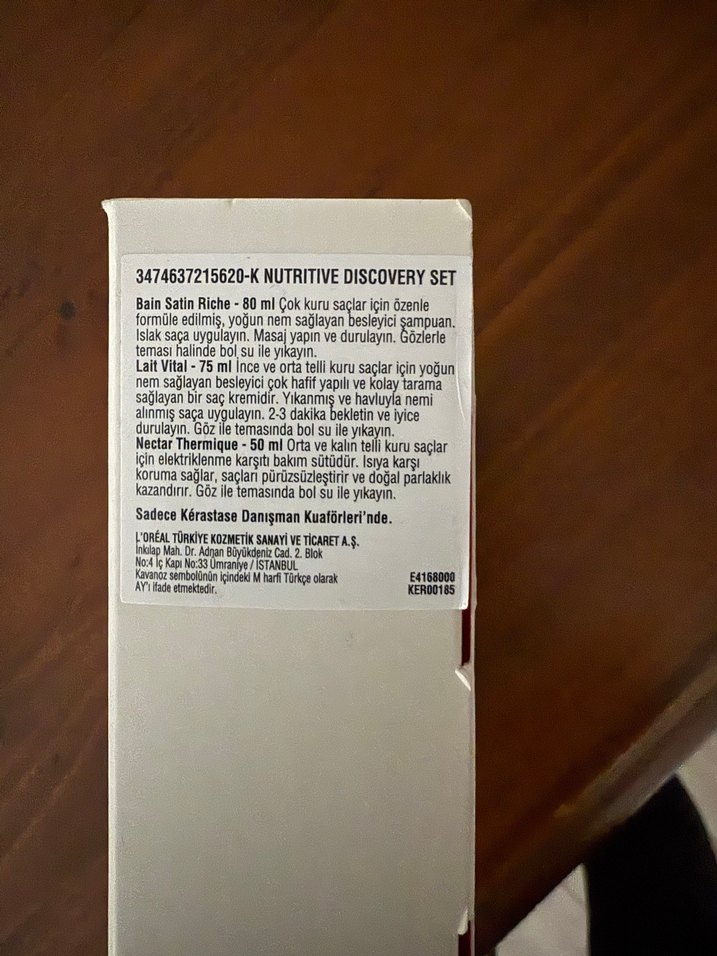 3474637215620-K NUTRITIVE DISCOVERY SET
Bain Satin Riche - 80 ml Çok kuru saçlar için özenle
formüle edilmiş, yoğun nem sağlayan besleyici şampuan.
Islak saça uygulayın. Masaj yapın ve durulayın. Gözlerle
teması halinde bol su ile yıkayın.
Lait Vital - 75 ml İnce ve orta telli kuru saçlar için yoğun
nem sağlayan besleyici çok hafif yapılı ve kolay tarama
sağlayan bir saç kremidir. Yıkanmış ve havluyla nemi
alınmış saça uygulayın. 2-3 dakika bekletin ve iyice
durulayın. Göz ile temasında bol su ile yıkayın.
Nectar Thermique - 50 ml Orta ve kalın telli kuru saçlar
için elektriklenme karşıtı bakım sütüdür. Isıya karşı
koruma sağlar, saçları pürüzsüzleştirir ve doğal parlaklık
kazandırır. Göz ile temasında bol su ile yıkayın.
Sadece Kérastase Danışman Kuaförleri'nde.
L'ORÉAL TÜRKİYE KOZMETİK SANAYİ VE TİCARET A.Ş.
İnkılap Mah. Dr. Adnan Büyükdeniz Cad. 2. Blok
No:4 İç Kapı No:33 Ümraniye / İSTANBUL
Kavanoz sembolünün içindeki M harfi Türkçe olarak
AY'ı ifade etmektedir.
E4168000
KER00185